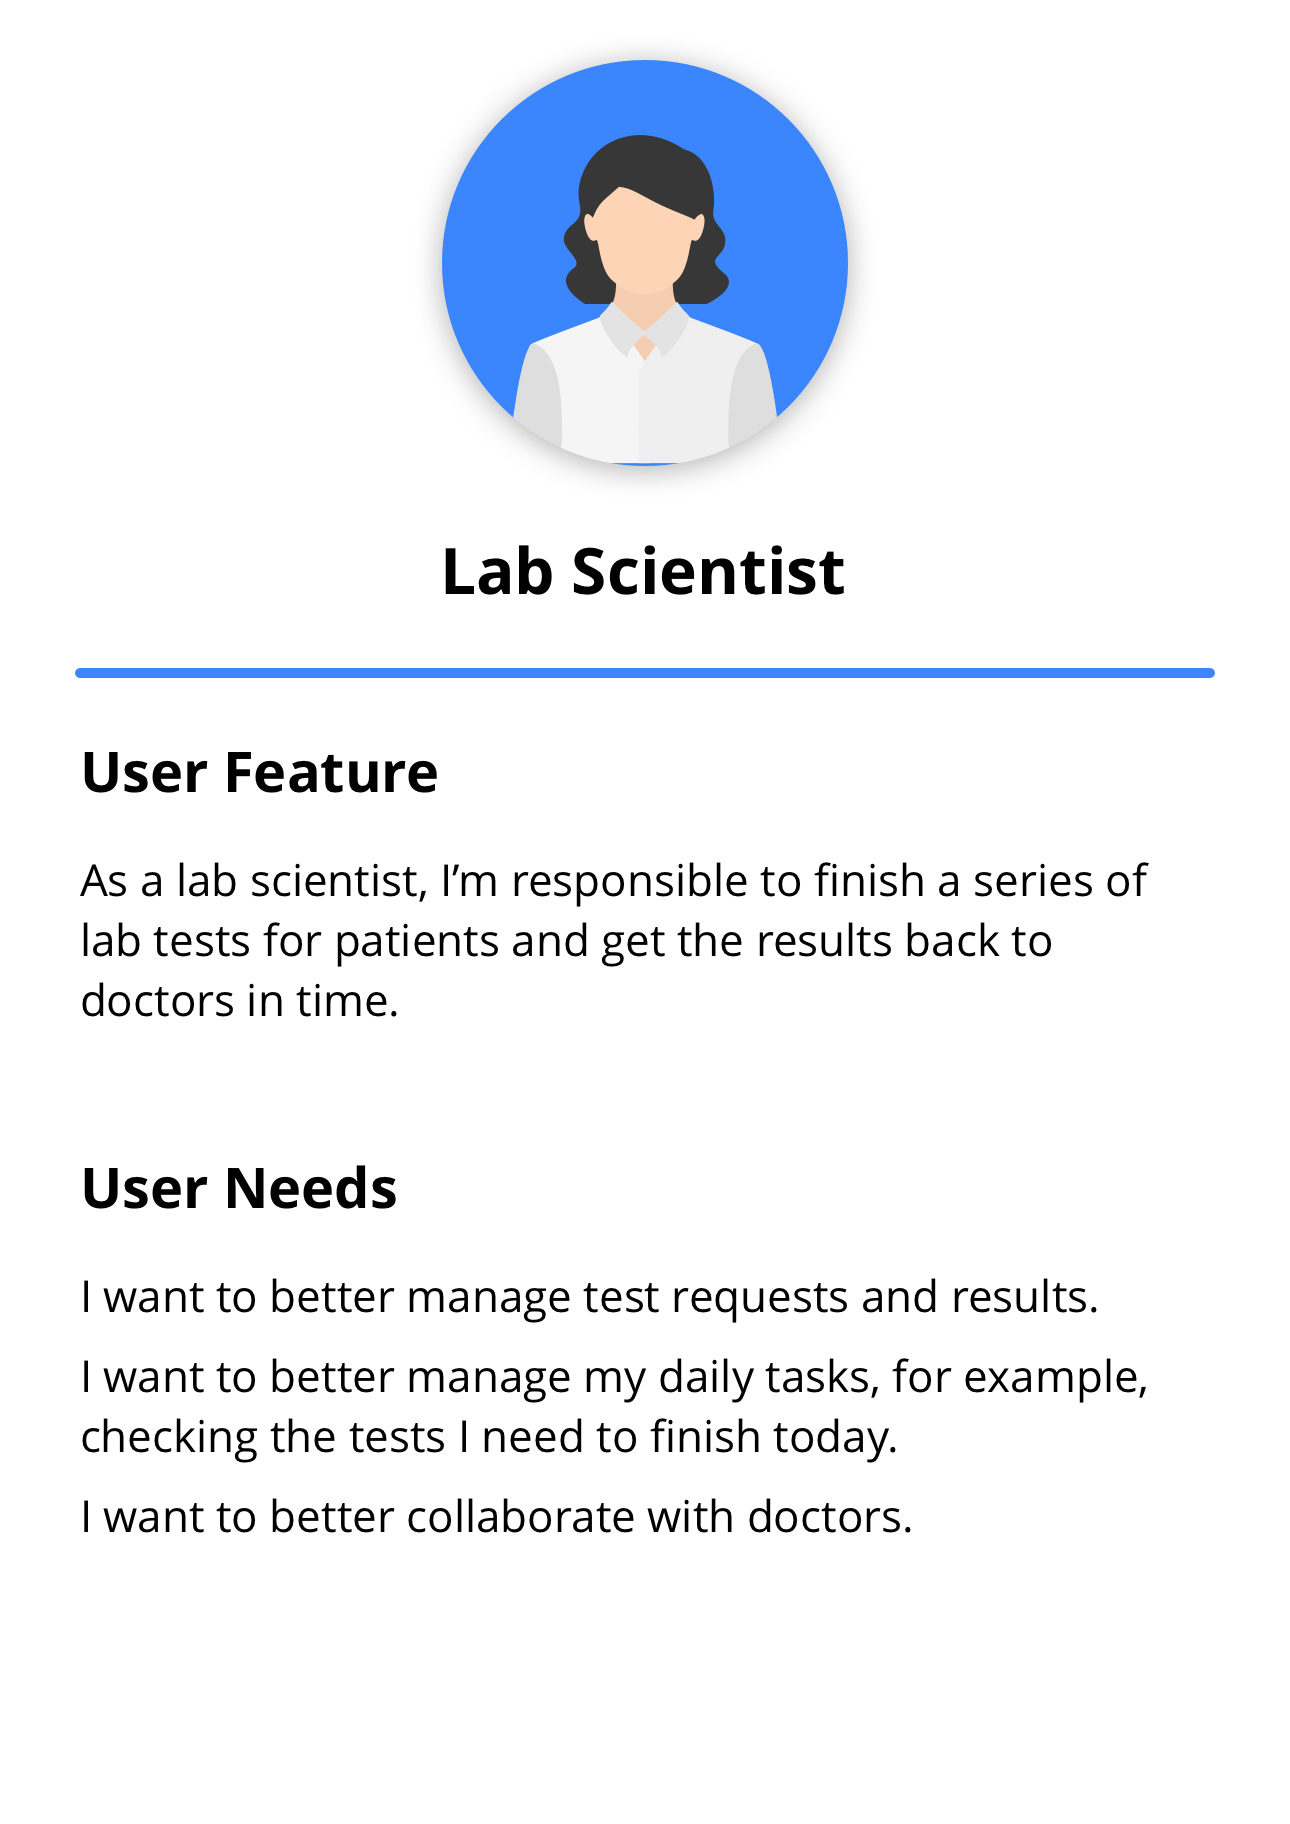 Lab Scientist
User Feature
As a lab scientist, I’m responsible to finish a series of
lab tests for patients and get the results back to
doctors in time.
User Needs
I want to better manage test requests and results.
I want to better manage my daily tasks, for example,
checking the tests I need to finish today.
I want to better collaborate with doctors.